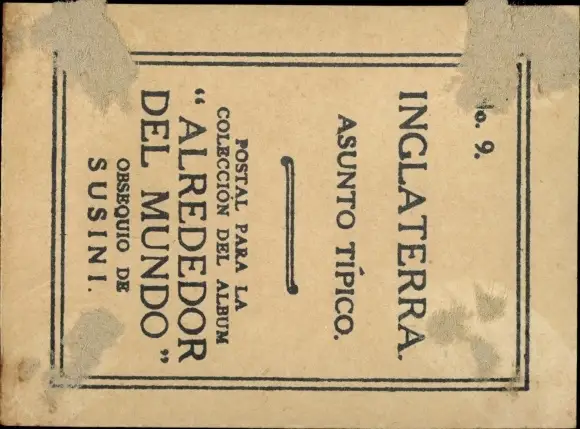 No. 9.
INGLATERRA.
ASUNTO TÍPICO.
POSTAL PARA LA
COLECCIÓN DEL ALBUM
“ ALREDEDOR
DEL MUNDO ”
OBSEQUIO DE
SUSINI.